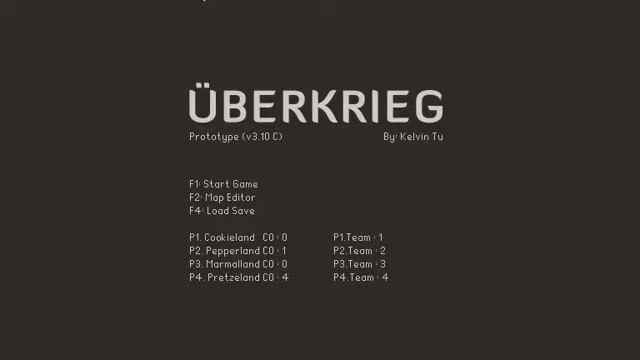 ÜBERKRIEG
Prototype (v3.10 C) By: Kelvin Tu
F1: Start Game
F2: Map Editor
F4: Load Save
P1. Cookieland CO : 0 P1.Team : 1
P2. Pepperland CO : 1 P2.Team : 2
P3. Marmalland CO : 0 P3.Team : 3
P4. Pretzeland CO : 4 P4.Team : 4